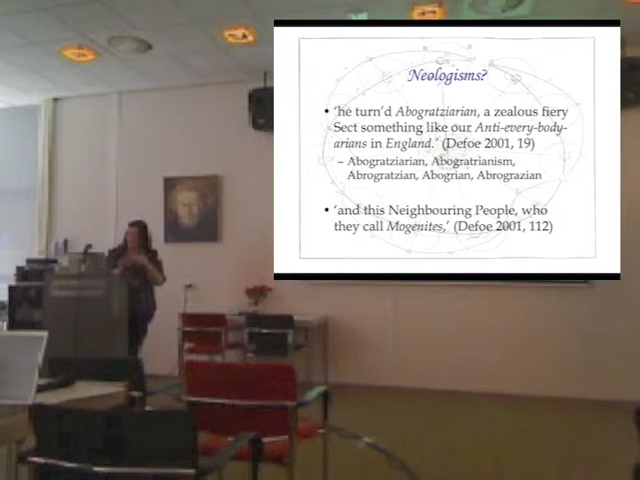 Neologisms?
• 'he turn'd Abogratziarian, a zealous fiery
Sect something like our Anti-every-body-
arians in England.' (Defoe 2001, 19)
– Abogratziarian, Abogratrianism,
Abrogratzian, Abogrian, Abrograzian
• 'and this Neighbouring People, who
they call Mogenites,' (Defoe 2001, 112)